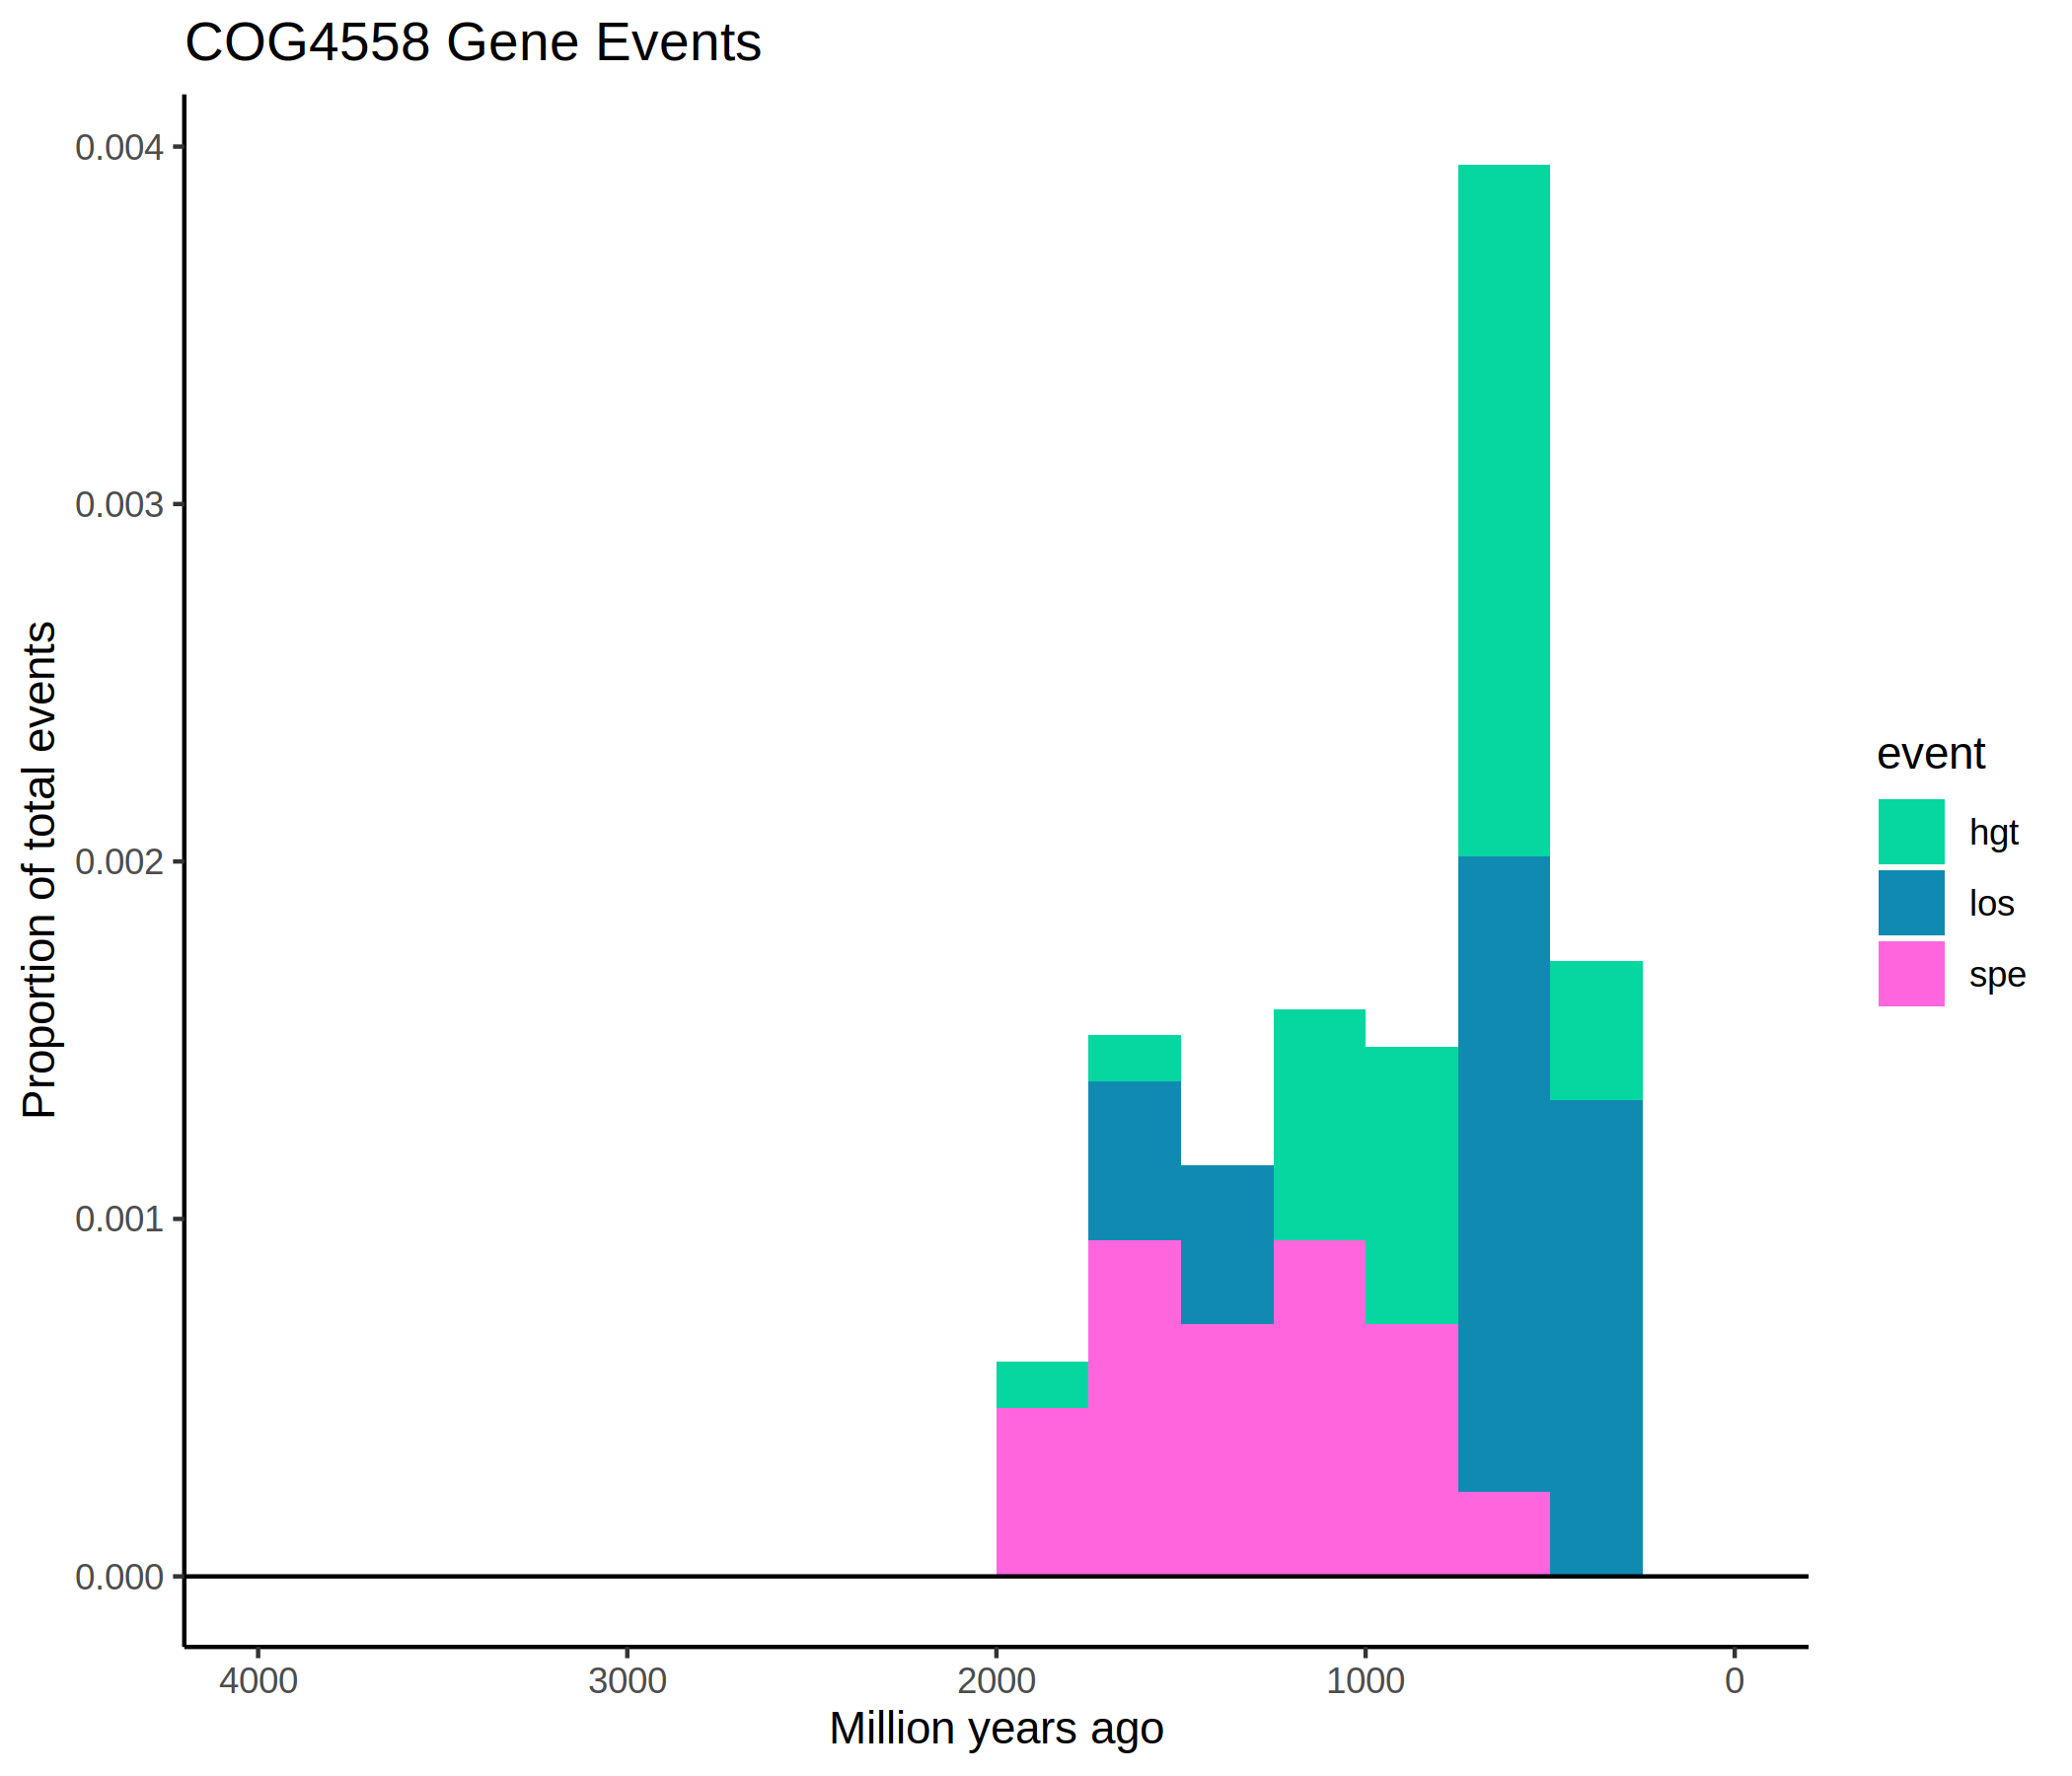 COG4558 Gene Events
Proportion of total events
0.004
0.003
0.002
0.001
0.000
4000 3000 2000 1000 0
Million years ago
event
hgt
los
spe